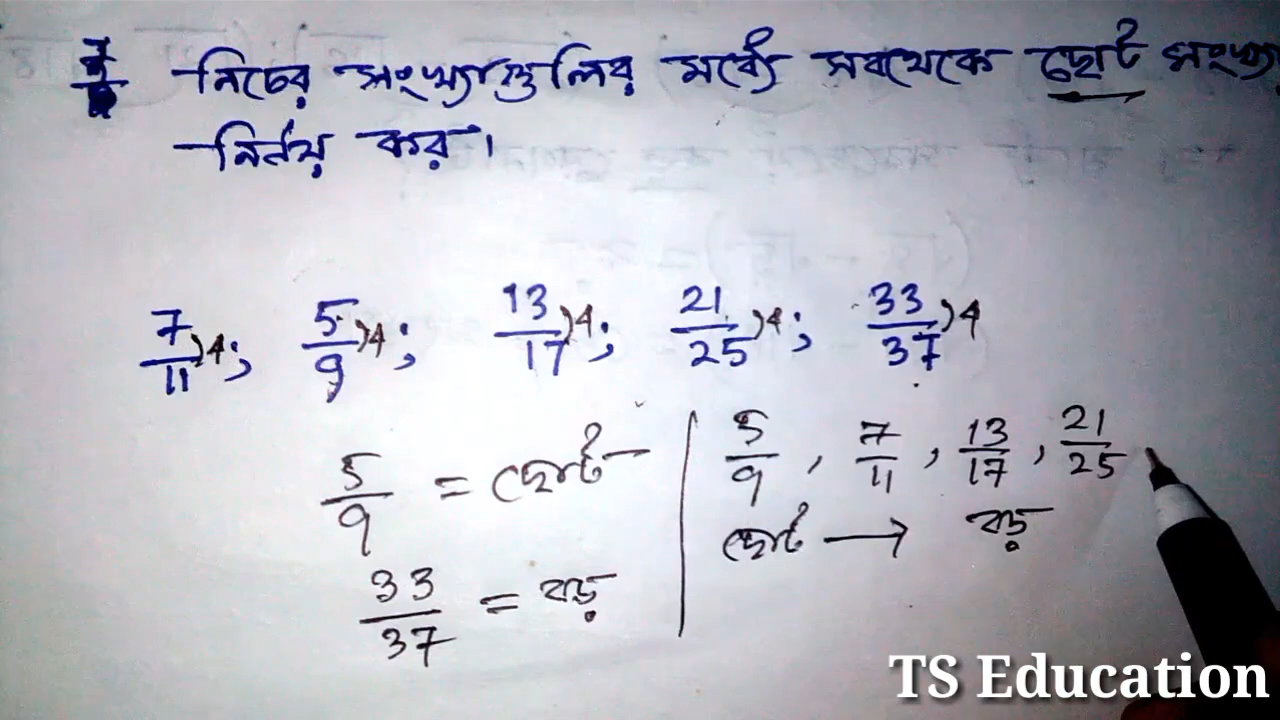 নিচের সংখ্যাগুলির মধ্যে সবথেকে ছোট সংখ্যা
নির্নয় কর।
7/11 )4; 5/9 )4; 13/17 )4; 21/25 )4; 33/37 )4
5/9 = ছোট
33/37 = বড়
5/9, 7/11, 13/17, 21/25
ছোট → বড়
TS Education